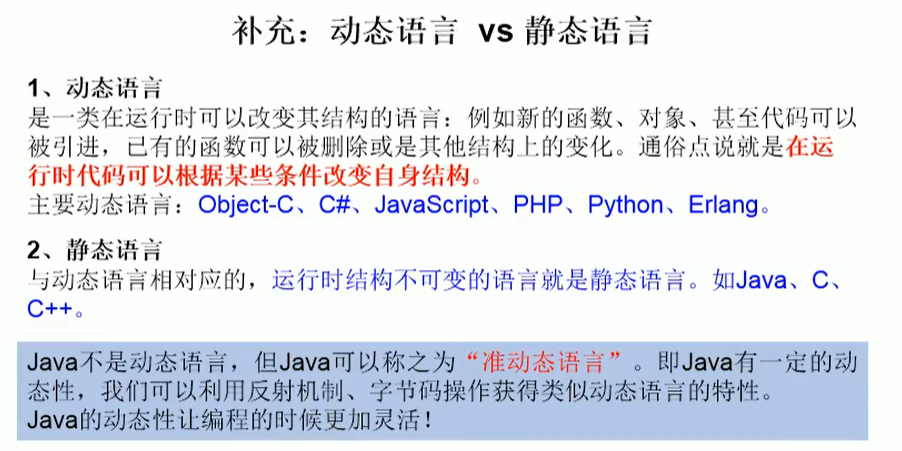 补充：动态语言 vs 静态语言
1、动态语言
是一类在运行时可以改变其结构的语言：例如新的函数、对象、甚至代码可以
被引进，已有的函数可以被删除或是其他结构上的变化。通俗点说就是在运
行时代码可以根据某些条件改变自身结构。
主要动态语言：Object-C、C#、JavaScript、PHP、Python、Erlang。
2、静态语言
与动态语言相对应的，运行时结构不可变的语言就是静态语言。如Java、C、
C++。
Java不是动态语言，但Java可以称之为“准动态语言”。即Java有一定的动
态性，我们可以利用反射机制、字节码操作获得类似动态语言的特性。
Java的动态性让编程的时候更加灵活！